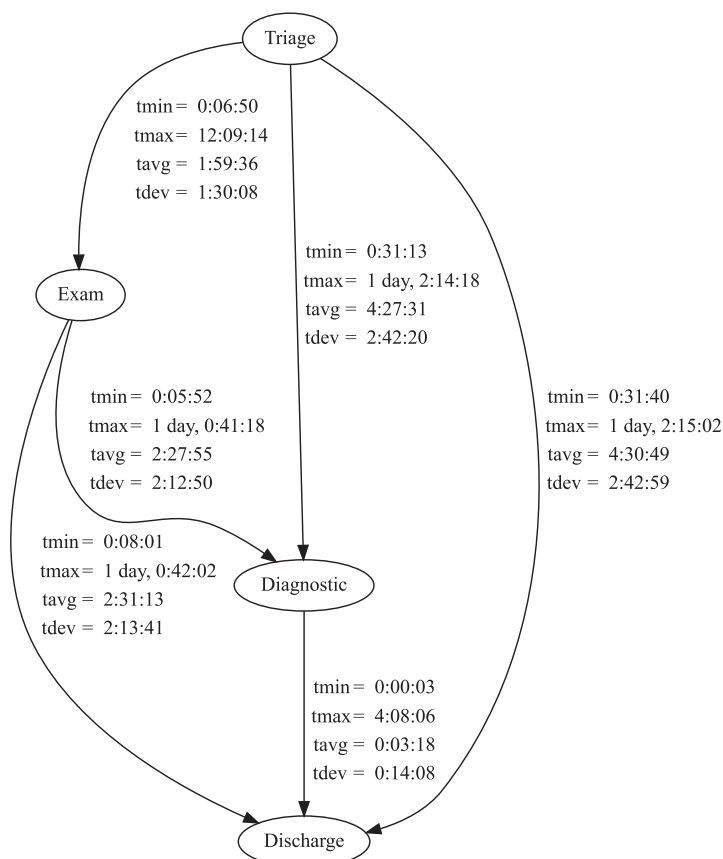 Triage
tmin= 0:06:50
tmax= 12:09:14
tavg = 1:59:36
tdev = 1:30:08
tmin= 0:31:13
tmax= 1 day, 2:14:18
tavg = 4:27:31
tdev = 2:42:20
Exam
tmin= 0:05:52
tmax= 1 day, 0:41:18
tavg = 2:27:55
tdev = 2:12:50
tmin= 0:31:40
tmax= 1 day, 2:15:02
tavg = 4:30:49
tdev = 2:42:59
tmin= 0:08:01
tmax= 1 day, 0:42:02
tavg = 2:31:13
tdev = 2:13:41
Diagnostic
tmin= 0:00:03
tmax= 4:08:06
tavg = 0:03:18
tdev = 0:14:08
Discharge